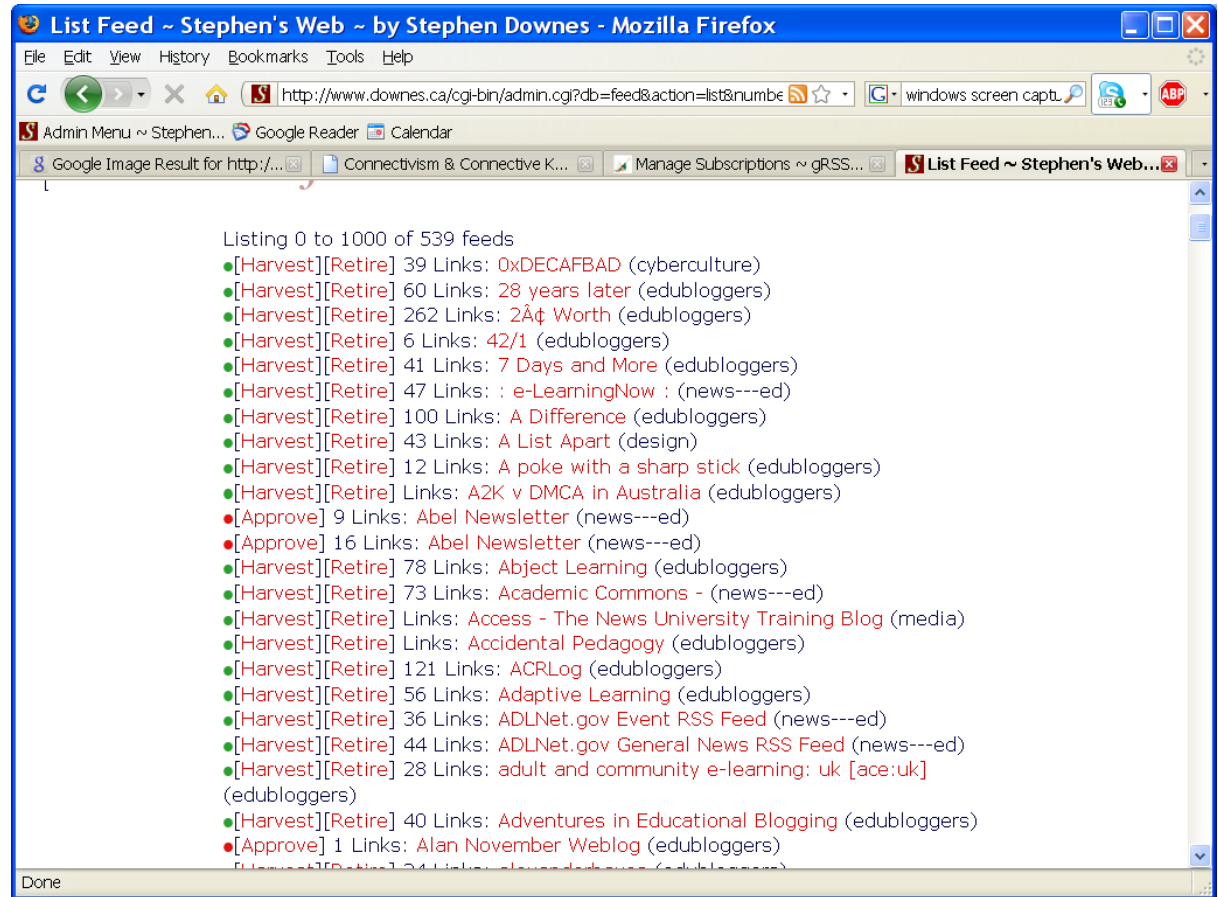 List Feed ~ Stephen's Web ~ by Stephen Downes - Mozilla Firefox
File Edit View History Bookmarks Tools Help
http://www.downes.ca/cgi-bin/admin.cgi?db=feed&action=list&numbe G windows screen captu ABP
Admin Menu ~ Stephen... Google Reader Calendar
Google Image Result for http:/... Connectivism & Connective K... Manage Subscriptions ~ gRSS... List Feed ~ Stephen's Web...
Listing 0 to 1000 of 539 feeds
●[Harvest][Retire] 39 Links: 0xDECAFBAD (cyberculture)
●[Harvest][Retire] 60 Links: 28 years later (edubloggers)
●[Harvest][Retire] 262 Links: 2Â¢ Worth (edubloggers)
●[Harvest][Retire] 6 Links: 42/1 (edubloggers)
●[Harvest][Retire] 41 Links: 7 Days and More (edubloggers)
●[Harvest][Retire] 47 Links: : e-LearningNow : (news---ed)
●[Harvest][Retire] 100 Links: A Difference (edubloggers)
●[Harvest][Retire] 43 Links: A List Apart (design)
●[Harvest][Retire] 12 Links: A poke with a sharp stick (edubloggers)
●[Harvest][Retire] Links: A2K v DMCA in Australia (edubloggers)
●[Approve] 9 Links: Abel Newsletter (news---ed)
●[Approve] 16 Links: Abel Newsletter (news---ed)
●[Harvest][Retire] 78 Links: Abject Learning (edubloggers)
●[Harvest][Retire] 73 Links: Academic Commons - (news---ed)
●[Harvest][Retire] Links: Access - The News University Training Blog (media)
●[Harvest][Retire] Links: Accidental Pedagogy (edubloggers)
●[Harvest][Retire] 121 Links: ACRLog (edubloggers)
●[Harvest][Retire] 56 Links: Adaptive Learning (edubloggers)
●[Harvest][Retire] 36 Links: ADLNet.gov Event RSS Feed (news---ed)
●[Harvest][Retire] 44 Links: ADLNet.gov General News RSS Feed (news---ed)
●[Harvest][Retire] 28 Links: adult and community e-learning: uk [ace:uk]
(edubloggers)
●[Harvest][Retire] 40 Links: Adventures in Educational Blogging (edubloggers)
●[Approve] 1 Links: Alan November Weblog (edubloggers)
Done